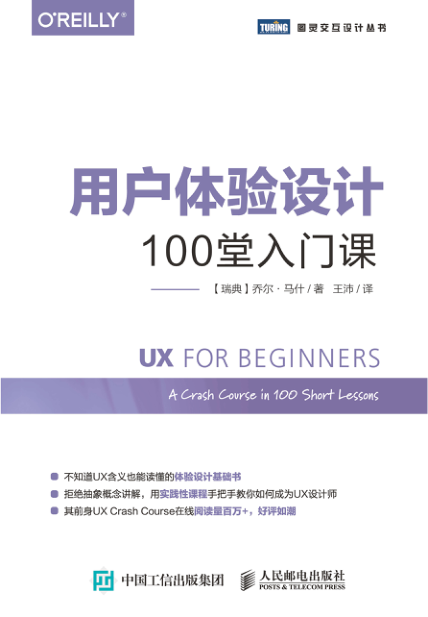 O'REILLY®
TURING 图灵交互设计丛书
用户体验设计
100堂入门课
【瑞典】乔尔·马什/著 王沛/译
UX FOR BEGINNERS
A Crash Course in 100 Short Lessons
不知道UX含义也能读懂的体验设计基础书
拒绝抽象概念讲解，用实践性课程手把手教你如何成为UX设计师
其前身UX Crash Course在线阅读量百万+，好评如潮
中国工信出版集团 人民邮电出版社
POSTS & TELECOM PRESS